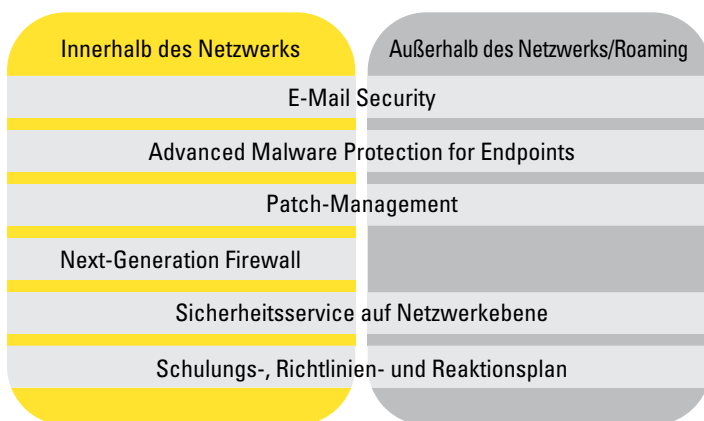 Innerhalb des Netzwerks
Außerhalb des Netzwerks/Roaming
E-Mail Security
Advanced Malware Protection for Endpoints
Patch-Management
Next-Generation Firewall
Sicherheitsservice auf Netzwerkebene
Schulungs-, Richtlinien- und Reaktionsplan